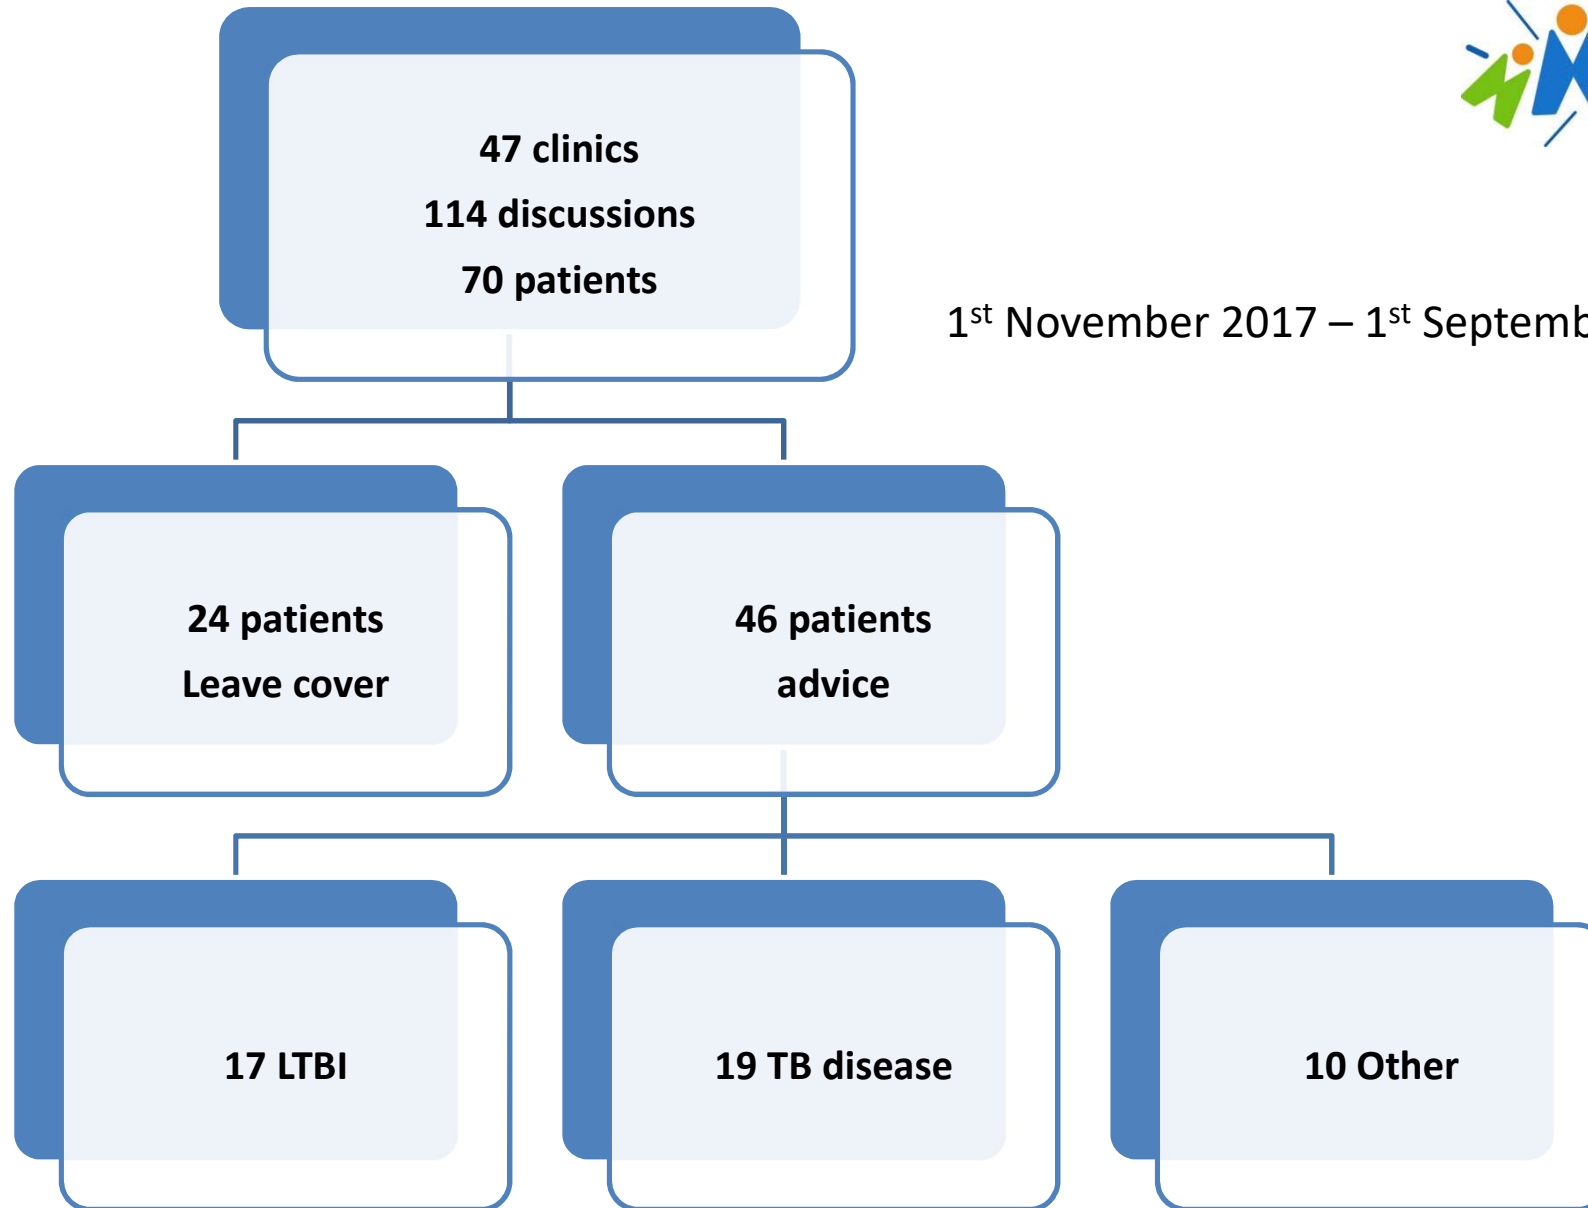 47 clinics
114 discussions
70 patients
1st November 2017 – 1st
24 patients
Leave cover
46 patients
advice
17 LTBI
19 TB disease
10 Other